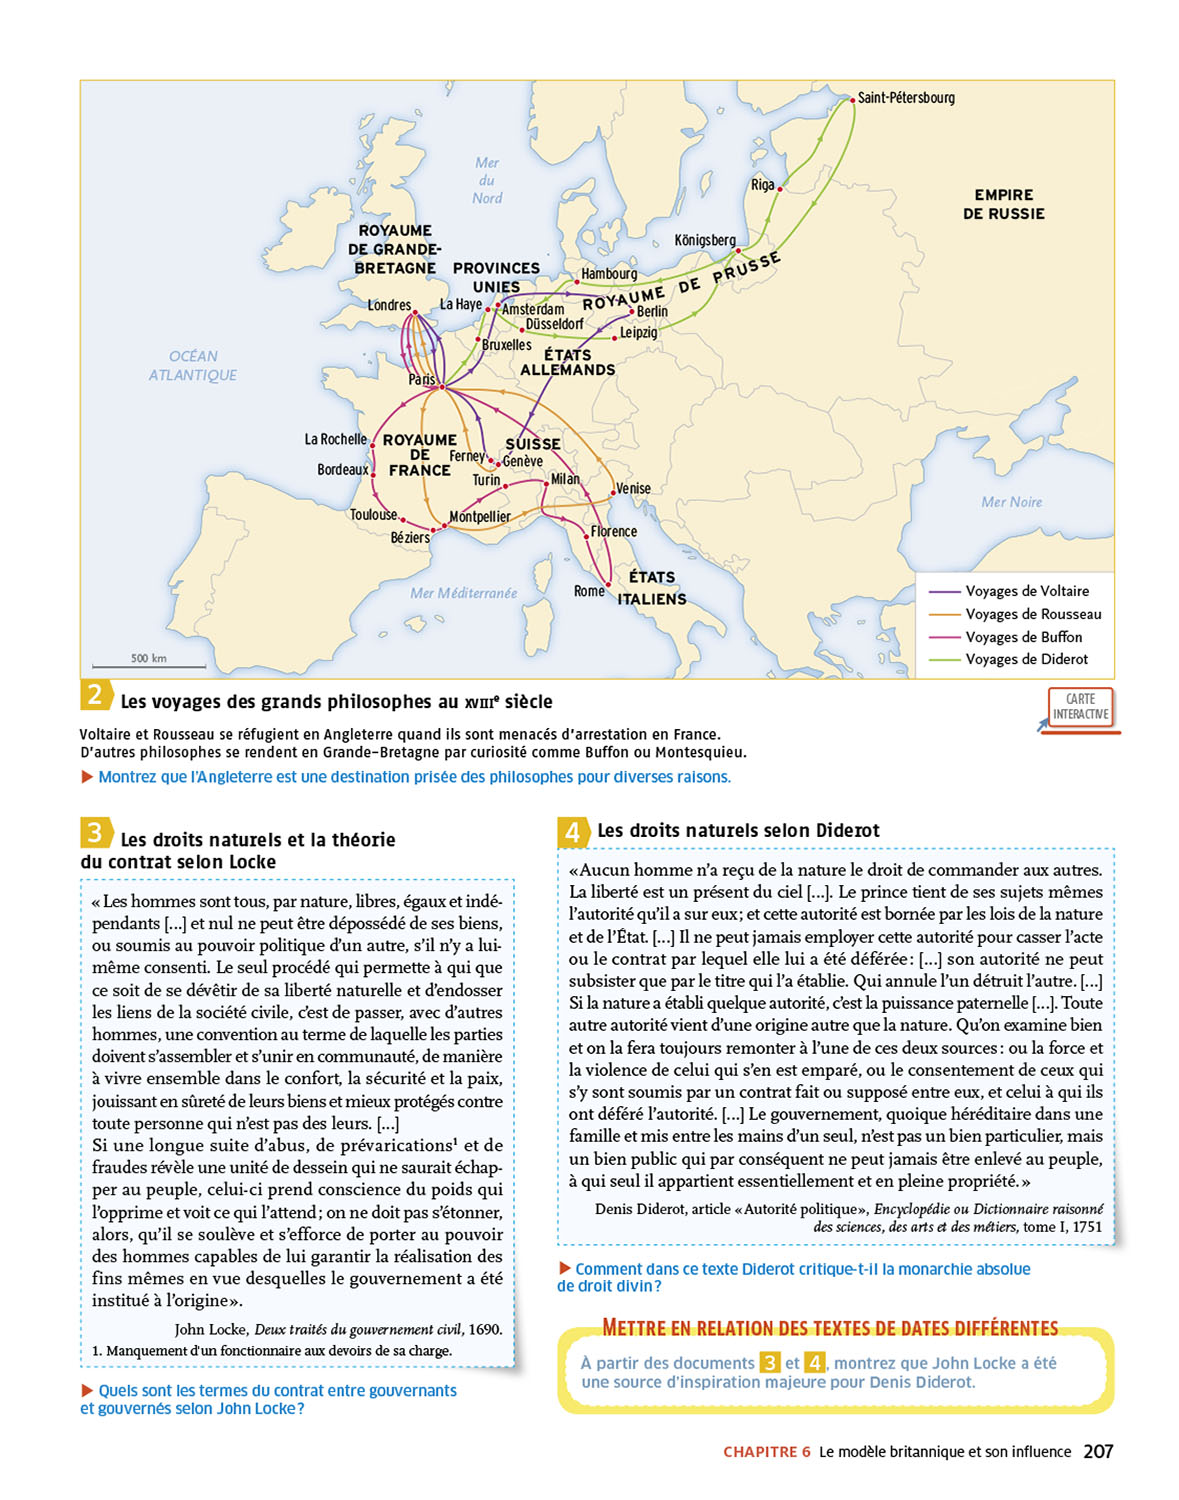 Saint-Pétersbourg
Mer
du
Nord
Riga
EMPIRE
DE RUSSIE
ROYAUME
DE GRANDE-
BRETAGNE
Königsberg
PROVINCES
UNIES
Hambourg
ROYAUME DE PRUSSE
Londres
La Haye
Amsterdam
Berlin
Düsseldorf
Leipzig
Bruxelles
OCÉAN
ATLANTIQUE
ÉTATS
ALLEMANDS
Paris
La Rochelle
ROYAUME
DE
FRANCE
SUISSE
Ferney
Genève
Bordeaux
Turin
Milan
Venise
Mer Noire
Toulouse
Montpellier
Béziers
Florence
Mer Méditerranée
Rome
ÉTATS
ITALIENS
Voyages de Voltaire
Voyages de Rousseau
Voyages de Buffon
Voyages de Diderot
500 km
2 Les voyages des grands philosophes au XVIIIe siècle
CARTE
INTERACTIVE
Voltaire et Rousseau se réfugient en Angleterre quand ils sont menacés d'arrestation en France.
D'autres philosophes se rendent en Grande-Bretagne par curiosité comme Buffon ou Montesquieu.
▶ Montrez que l'Angleterre est une destination prisée des philosophes pour diverses raisons.
3 Les droits naturels et la théorie
du contrat selon Locke
« Les hommes sont tous, par nature, libres, égaux et indé-
pendants [...] et nul ne peut être dépossédé de ses biens,
ou soumis au pouvoir politique d'un autre, s'il n'y a lui-
même consenti. Le seul procédé qui permette à qui que
ce soit de se dévêtir de sa liberté naturelle et d'endosser
les liens de la société civile, c'est de passer, avec d'autres
hommes, une convention au terme de laquelle les parties
doivent s'assembler et s'unir en communauté, de manière
à vivre ensemble dans le confort, la sécurité et la paix,
jouissant en sûreté de leurs biens et mieux protégés contre
toute personne qui n'est pas des leurs. [...]
Si une longue suite d'abus, de prévarications¹ et de
fraudes révèle une unité de dessein qui ne saurait échap-
per au peuple, celui-ci prend conscience du poids qui
l'opprime et voit ce qui l'attend ; on ne doit pas s'étonner,
alors, qu'il se soulève et s'efforce de porter au pouvoir
des hommes capables de lui garantir la réalisation des
fins mêmes en vue desquelles le gouvernement a été
institué à l'origine».
John Locke, Deux traités du gouvernement civil, 1690.
1. Manquement d'un fonctionnaire aux devoirs de sa charge.
▶ Quels sont les termes du contrat entre gouvernants
et gouvernés selon John Locke ?
4 Les droits naturels selon Diderot
«Aucun homme n'a reçu de la nature le droit de commander aux autres.
La liberté est un présent du ciel [...]. Le prince tient de ses sujets mêmes
l'autorité qu'il a sur eux ; et cette autorité est bornée par les lois de la nature
et de l'État. [...] Il ne peut jamais employer cette autorité pour casser l'acte
ou le contrat par lequel elle lui a été déférée : [...] son autorité ne peut
subsister que par le titre qui l'a établie. Qui annule l'un détruit l'autre. [...]
Si la nature a établi quelque autorité, c'est la puissance paternelle [...]. Toute
autre autorité vient d'une origine autre que la nature. Qu'on examine bien
et on la fera toujours remonter à l'une de ces deux sources : ou la force et
la violence de celui qui s'en est emparé, ou le consentement de ceux qui
s'y sont soumis par un contrat fait ou supposé entre eux, et celui à qui ils
ont déféré l'autorité. [...] Le gouvernement, quoique héréditaire dans une
famille et mis entre les mains d'un seul, n'est pas un bien particulier, mais
un bien public qui par conséquent ne peut jamais être enlevé au peuple,
à qui seul il appartient essentiellement et en pleine propriété.»
Denis Diderot, article «Autorité politique», Encyclopédie ou Dictionnaire raisonné
des sciences, des arts et des métiers, tome I, 1751
▶ Comment dans ce texte Diderot critique-t-il la monarchie absolue
de droit divin ?
METTRE EN RELATION DES TEXTES DE DATES DIFFÉRENTES
À partir des documents 3 et 4, montrez que John Locke a été
une source d'inspiration majeure pour Denis Diderot.
CHAPITRE 6 Le modèle britannique et son influence 207